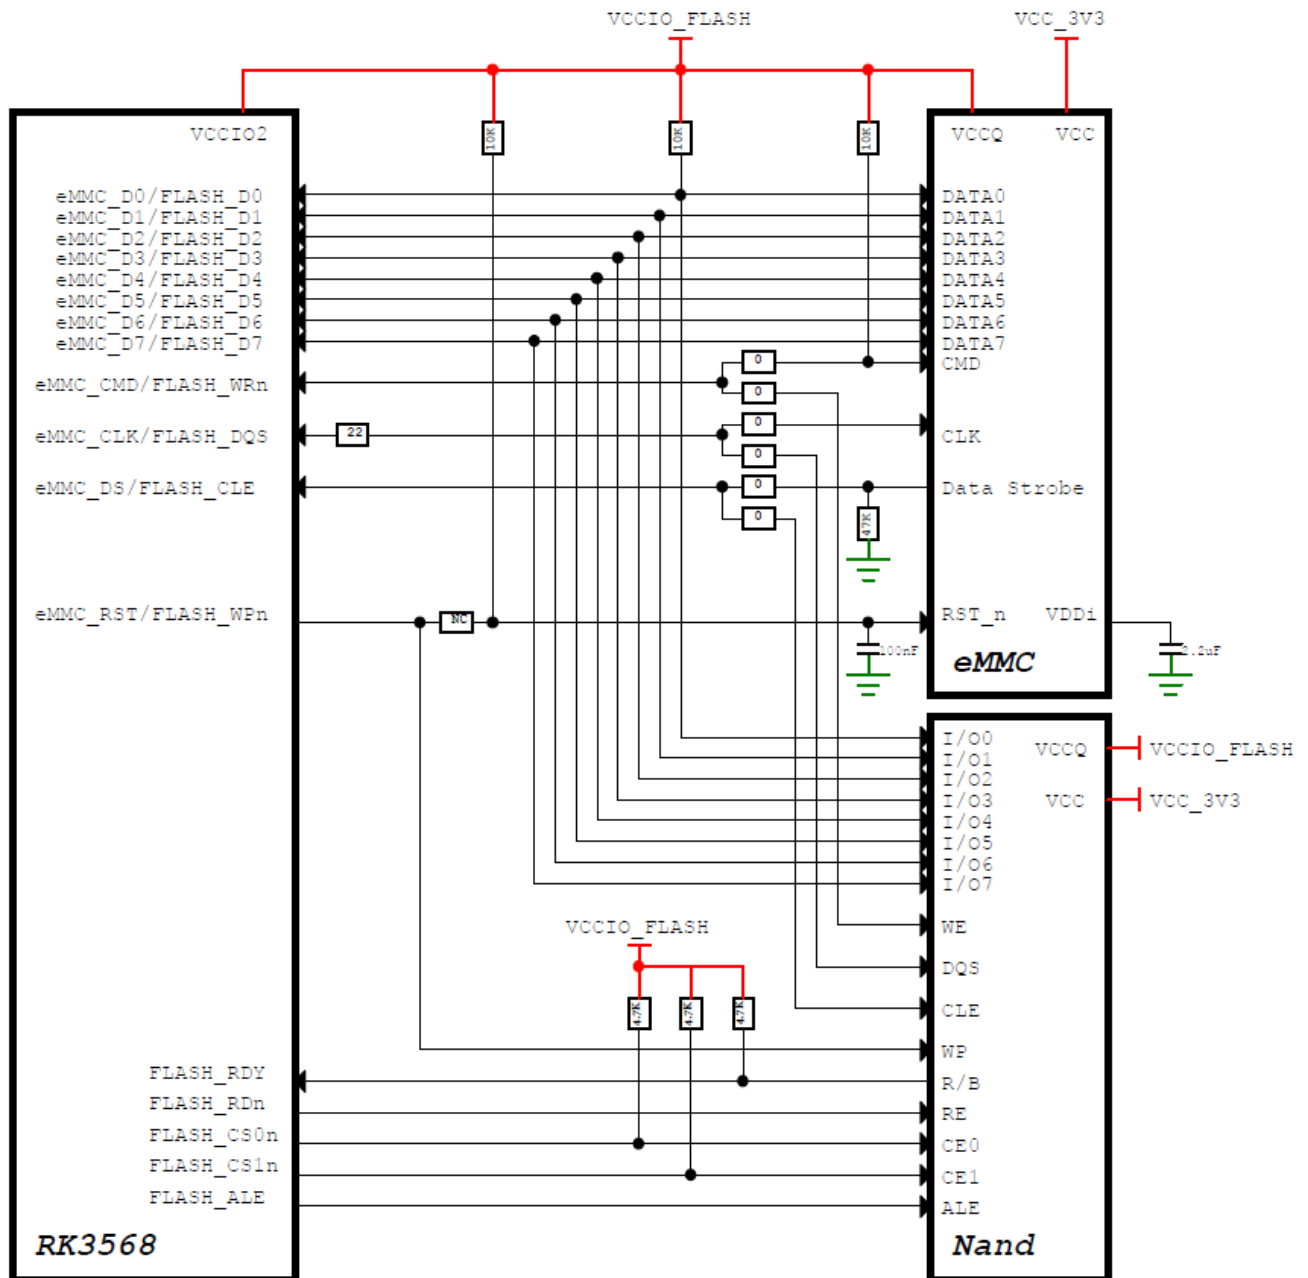 VCCIO_FLASH
VCC_3V3
VCCIO2
10K
10K
10K
VCCQ
VCC
eMMC_D0/FLASH_D0
eMMC_D1/FLASH_D1
eMMC_D2/FLASH_D2
eMMC_D3/FLASH_D3
eMMC_D4/FLASH_D4
eMMC_D5/FLASH_D5
eMMC_D6/FLASH_D6
eMMC_D7/FLASH_D7
DATA0
DATA1
DATA2
DATA3
DATA4
DATA5
DATA6
DATA7
0
CMD
eMMC_CMD/FLASH_WRn
0
0
eMMC_CLK/FLASH_DQS
22
CLK
0
eMMC_DS/FLASH_CLE
0
Data Strobe
0
47K
eMMC_RST/FLASH_WPn
NC
RST_n
VDDi
100nF
2.2uF
eMMC
I/O0
I/O1
I/O2
I/O3
I/O4
I/O5
I/O6
I/O7
VCCQ
VCCIO_FLASH
VCC
VCC_3V3
VCCIO_FLASH
WE
DQS
4.7K
4.7K
4.7K
CLE
WP
FLASH_RDY
R/B
FLASH_RDn
RE
FLASH_CS0n
CE0
FLASH_CS1n
CE1
FLASH_ALE
ALE
RK3568
Nand